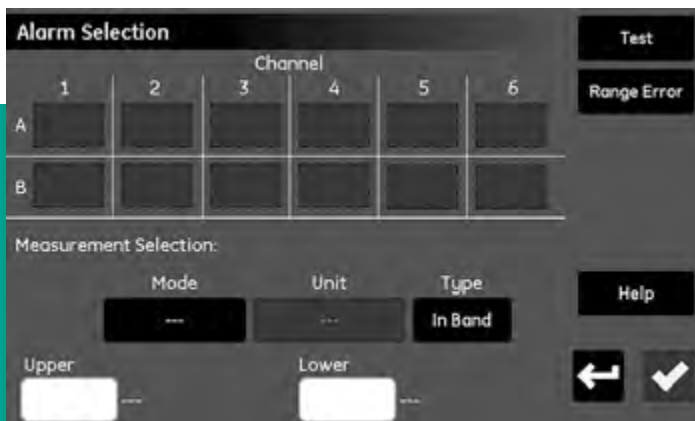 Alarm Selection
Test
Channel
1 2 3 4 5 6
Range Error
A
B
Measurement Selection:
Mode Unit Type
--- --- In Band
Help
Upper Lower
--- ---